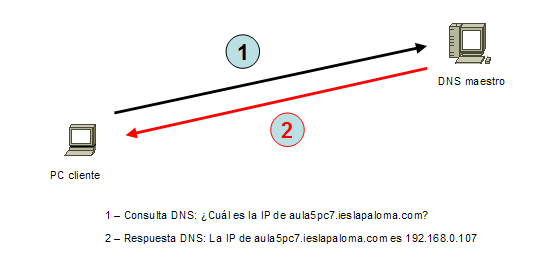 1
DNS maestro
2
PC cliente
1 – Consulta DNS: ¿Cuál es la IP de aula5pc7.ieslapaloma.com?
2 – Respuesta DNS: La IP de aula5pc7.ieslapaloma.com es 192.168.0.107